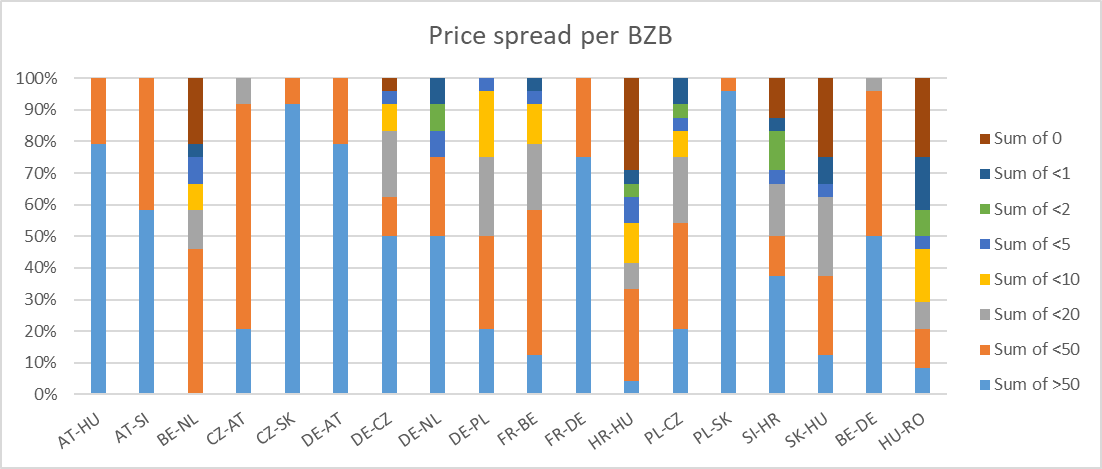 Price spread per BZB
100%
90%
80%
70%
60%
50%
40%
30%
20%
10%
0%
AT-HU
AT-SI
BE-NL
CZ-AT
CZ-SK
DE-AT
DE-CZ
DE-NL
DE-PL
FR-BE
FR-DE
HR-HU
PL-CZ
PL-SK
SI-HR
SK-HU
BE-DE
HU-RO
Sum of 0
Sum of <1
Sum of <2
Sum of <5
Sum of <10
Sum of <20
Sum of <50
Sum of >50